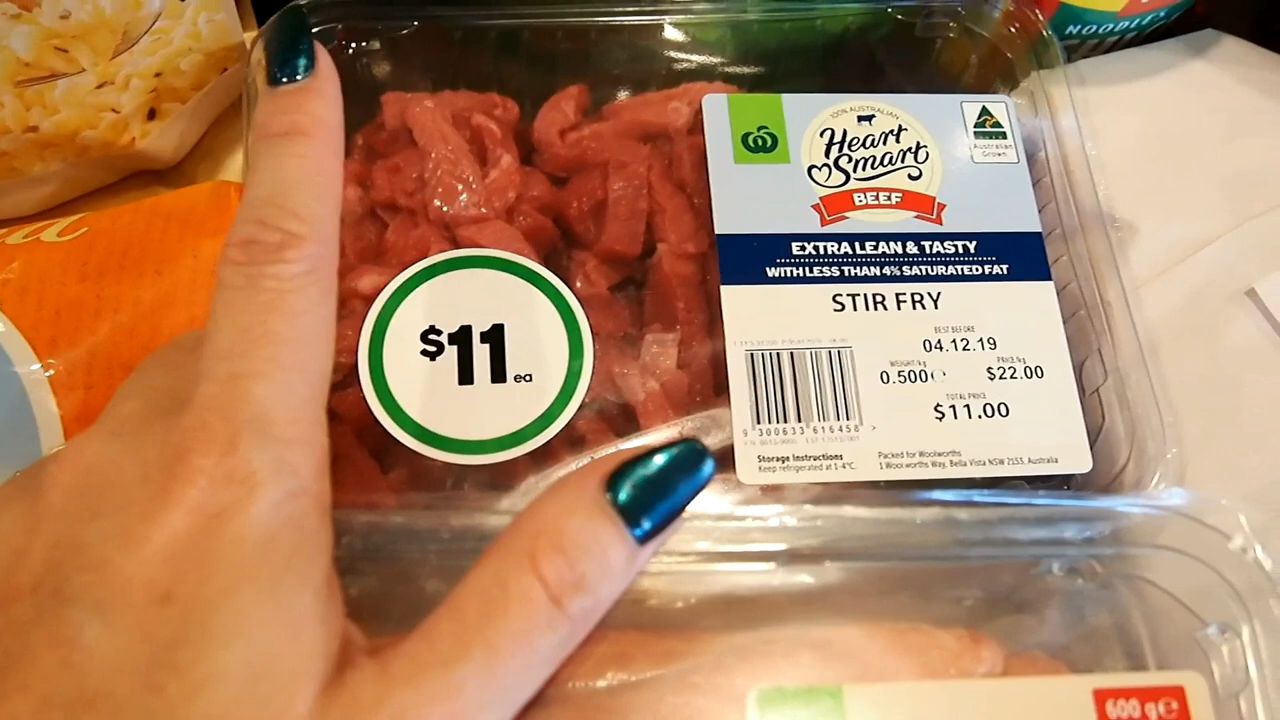 NOODLES
100% AUSTRALIAN
Heart
Smart
BEEF
Australian
Grown
EXTRA LEAN & TASTY
WITH LESS THAN 4% SATURATED FAT
STIR FRY
BEST BEFORE
04.12.19
WEIGHT/kg PRICE/kg
0.500℮ $22.00
TOTAL PRICE
$11.00
9 300633 616458 >
Storage Instructions
Keep refrigerated at 1-4°C.
Packed for Woolworths
1 Woolworths Way, Bella Vista NSW 2153, Australia
$11 ea
600 g℮